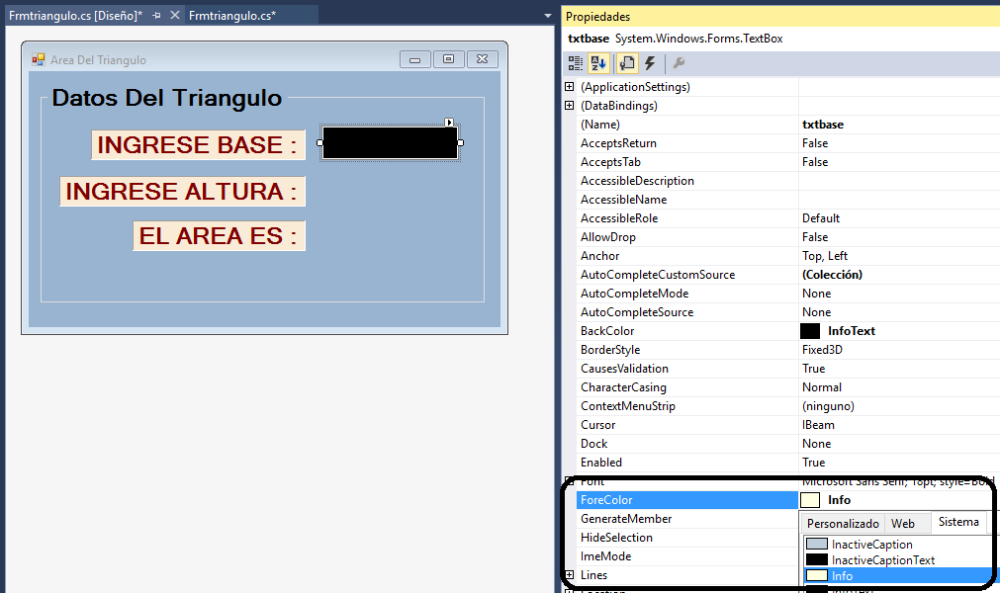 Frmtriangulo.cs [Diseño]*
Frmtriangulo.cs*
Area Del Triangulo
Datos Del Triangulo
INGRESE BASE :
INGRESE ALTURA :
EL AREA ES :
Propiedades
txtbase System.Windows.Forms.TextBox
(ApplicationSettings)
(DataBindings)
(Name) txtbase
AcceptsReturn False
AcceptsTab False
AccessibleDescription
AccessibleName
AccessibleRole Default
AllowDrop False
Anchor Top, Left
AutoCompleteCustomSource (Colección)
AutoCompleteMode None
AutoCompleteSource None
BackColor InfoText
BorderStyle Fixed3D
CausesValidation True
CharacterCasing Normal
ContextMenuStrip (ninguno)
Cursor IBeam
Dock None
Enabled True
Font Microsoft Sans Serif; 18pt; style=Bold
ForeColor Info
GenerateMember
HideSelection
ImeMode
Lines
Location
Personalizado Web Sistema
InactiveCaption
InactiveCaptionText
Info
InfoText